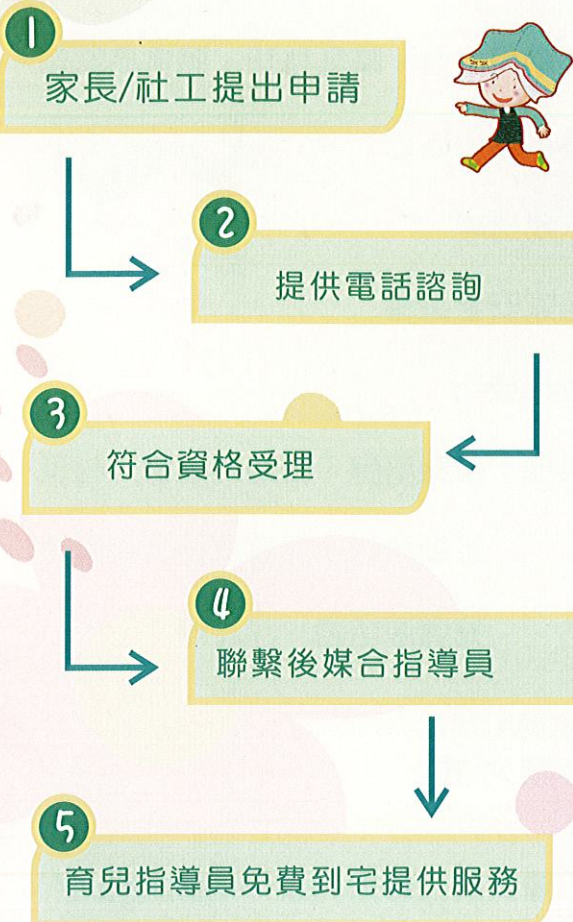 1
家長/社工提出申請
2
提供電話諮詢
3
符合資格受理
4
聯繫後媒合指導員
5
育兒指導員免費到宅提供服務